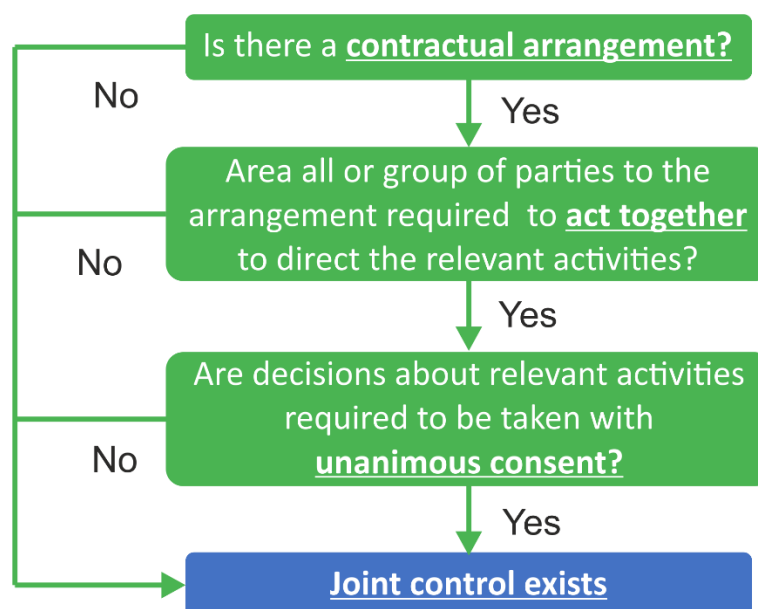 Is there a contractual arrangement?
No
Yes
Area all or group of parties to the
arrangement required to act together
to direct the relevant activities?
No
Yes
Are decisions about relevant activities
required to be taken with
unanimous consent?
No
Yes
Joint control exists